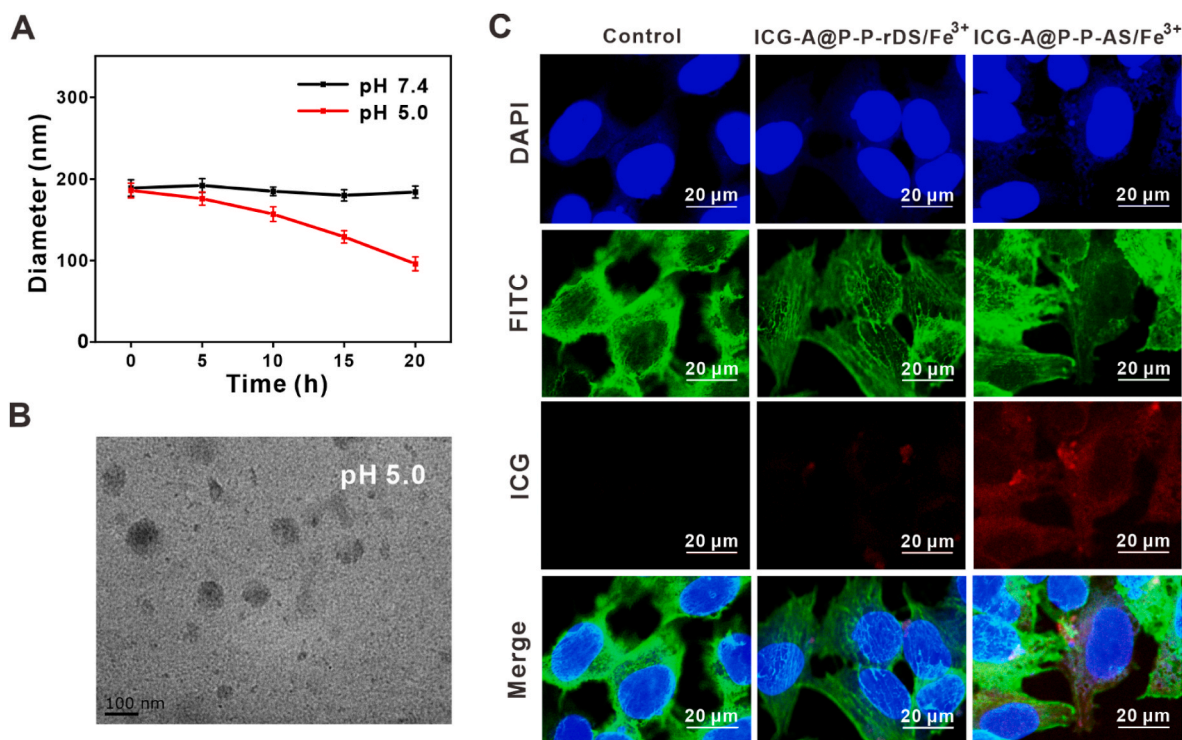 A
300
200
100
0
Diameter (nm)
pH 7.4
pH 5.0
0 5 10 15 20
Time (h)
B
pH 5.0
100 nm
C
Control ICG-A@P-P-rDS/Fe³⁺ ICG-A@P-P-AS/Fe³⁺
DAPI
20 μm 20 μm 20 μm
FITC
20 μm 20 μm 20 μm
ICG
20 μm 20 μm 20 μm
Merge
20 μm 20 μm 20 μm